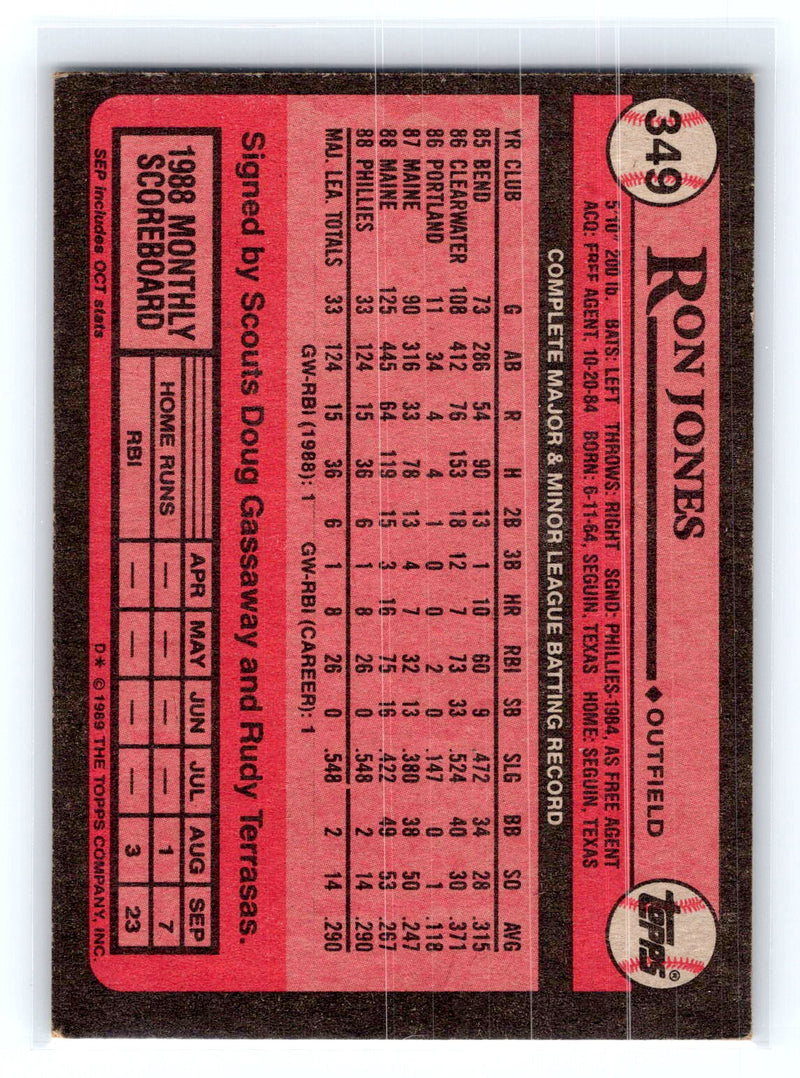 349
RON JONES
◆OUTFIELD
TOPPS®
5'10" 200 lb. BATS: LEFT THROWS: RIGHT SGND: PHILLIES-1984, AS FREE AGENT
ACQ: FREE AGENT, 10-20-84 BORN: 6-11-64, SEGUIN, TEXAS HOME: SEGUIN, TEXAS
COMPLETE MAJOR & MINOR LEAGUE BATTING RECORD
YR CLUB G AB R H 2B 3B HR RBI SB SLG BB SO AVG
85 BEND 73 286 54 90 13 1 10 60 9 .472 34 28 .315
86 CLEARWATER 108 412 76 153 18 12 7 73 33 .524 40 30 .371
86 PORTLAND 11 34 4 4 1 0 0 2 0 .147 0 1 .118
87 MAINE 90 316 33 78 13 4 7 32 13 .380 38 50 .247
88 MAINE 125 445 64 119 15 3 16 75 16 .422 49 53 .267
88 PHILLIES 33 124 15 36 6 1 8 26 0 .548 2 14 .290
MAJ. LEA. TOTALS 33 124 15 36 6 1 8 26 0 .548 2 14 .290
GW-RBI (1988): 1 GW-RBI (CAREER): 1
Signed by Scouts Doug Gassaway and Rudy Terrasas.
1988 MONTHLY
SCOREBOARD
SEP includes OCT stats
APR MAY JUN JUL AUG SEP
HOME RUNS — — — — 1 7
RBI — — — — 3 23
D* © 1989 THE TOPPS COMPANY, INC.